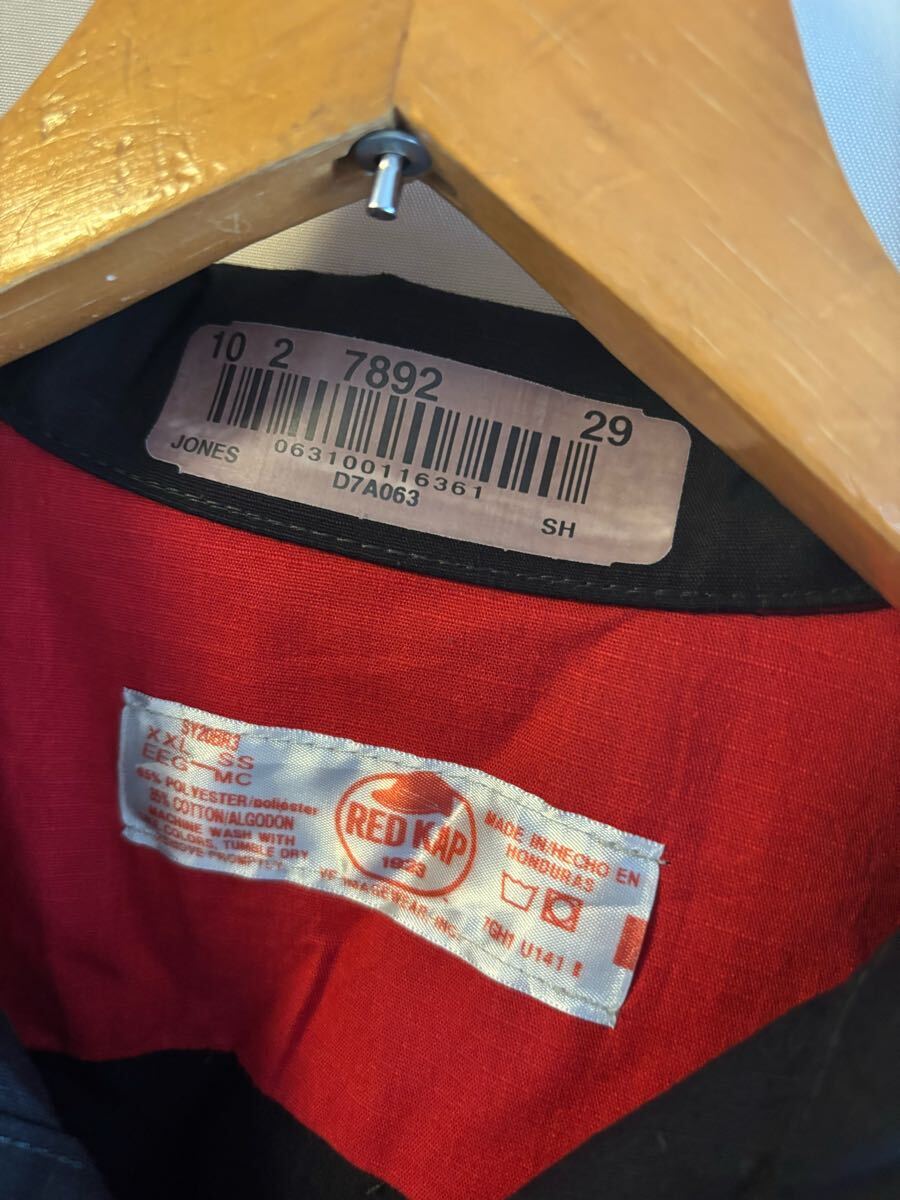 10 2 7892 29
JONES 063100116361
D7A063 SH
SY20BR3
XXL SS
EEG—MC
65% POLYESTER/poliéster
35% COTTON/ALGODON
MACHINE WASH WITH
COLORS, TUMBLE DRY
REMOVE PROMPTLY
RED KAP
1923
VF IMAGEWEAR, INC.
MADE IN/HECHO EN
HONDURAS
7GH1 U141